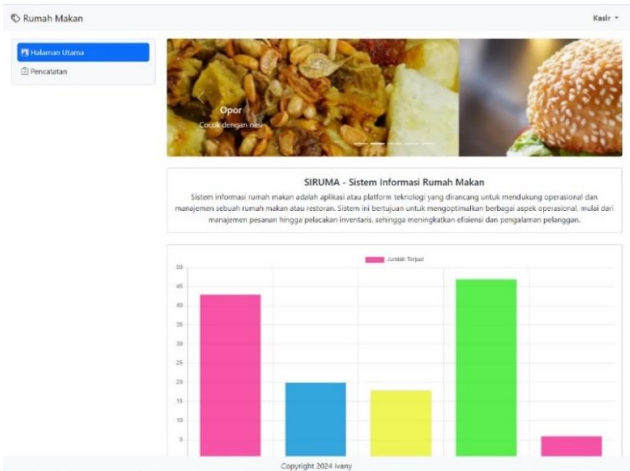 Rumah Makan
Kasir
Halaman Utama
Pencatatan
Opor
Cocok dengan nasi
SIRUMA - Sistem Informasi Rumah Makan
Sistem informasi rumah makan adalah aplikasi atau platform teknologi yang dirancang untuk mendukung operasional dan
manajemen sebuah rumah makan atau restoran. Sistem ini bertujuan untuk mengoptimalkan berbagai aspek operasional, mulai dari
manajemen pesanan hingga pelacakan inventaris, sehingga meningkatkan efisiensi dan pengalaman pelanggan.
Jumlah Terjual
50
45
40
35
30
25
20
15
10
5
Copyright 2024 Ivany